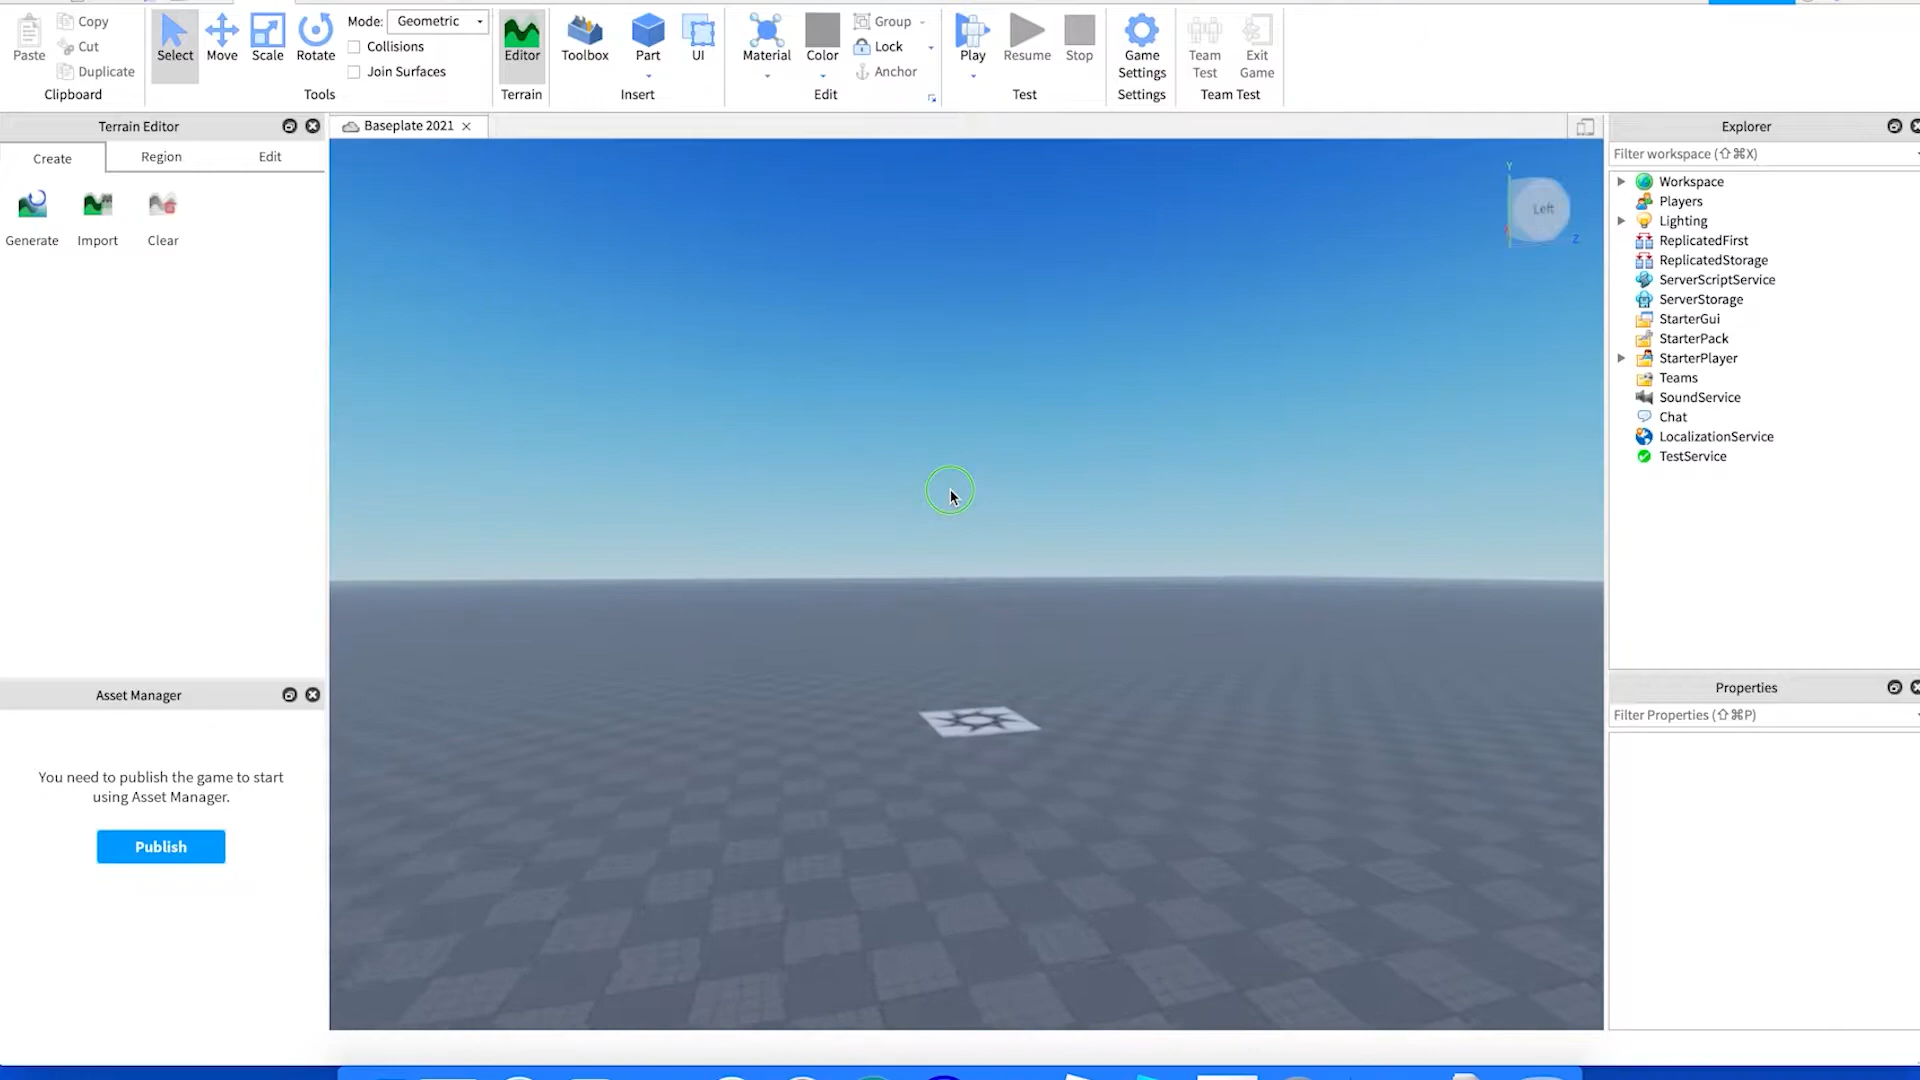 Paste
Copy
Cut
Duplicate
Clipboard
Select
Move
Scale
Rotate
Mode: Geometric
Collisions
Join Surfaces
Tools
Editor
Terrain
Toolbox
Part
UI
Insert
Material
Color
Group
Lock
Anchor
Edit
Play
Resume
Stop
Test
Game
Settings
Settings
Team
Test
Exit
Game
Team Test
Terrain Editor
Create
Region
Edit
Generate
Import
Clear
Baseplate 2021
Y
Left
Z
Explorer
Filter workspace (⇧⌘X)
Workspace
Players
Lighting
ReplicatedFirst
ReplicatedStorage
ServerScriptService
ServerStorage
StarterGui
StarterPack
StarterPlayer
Teams
SoundService
Chat
LocalizationService
TestService
Asset Manager
You need to publish the game to start
using Asset Manager.
Publish
Properties
Filter Properties (⇧⌘P)